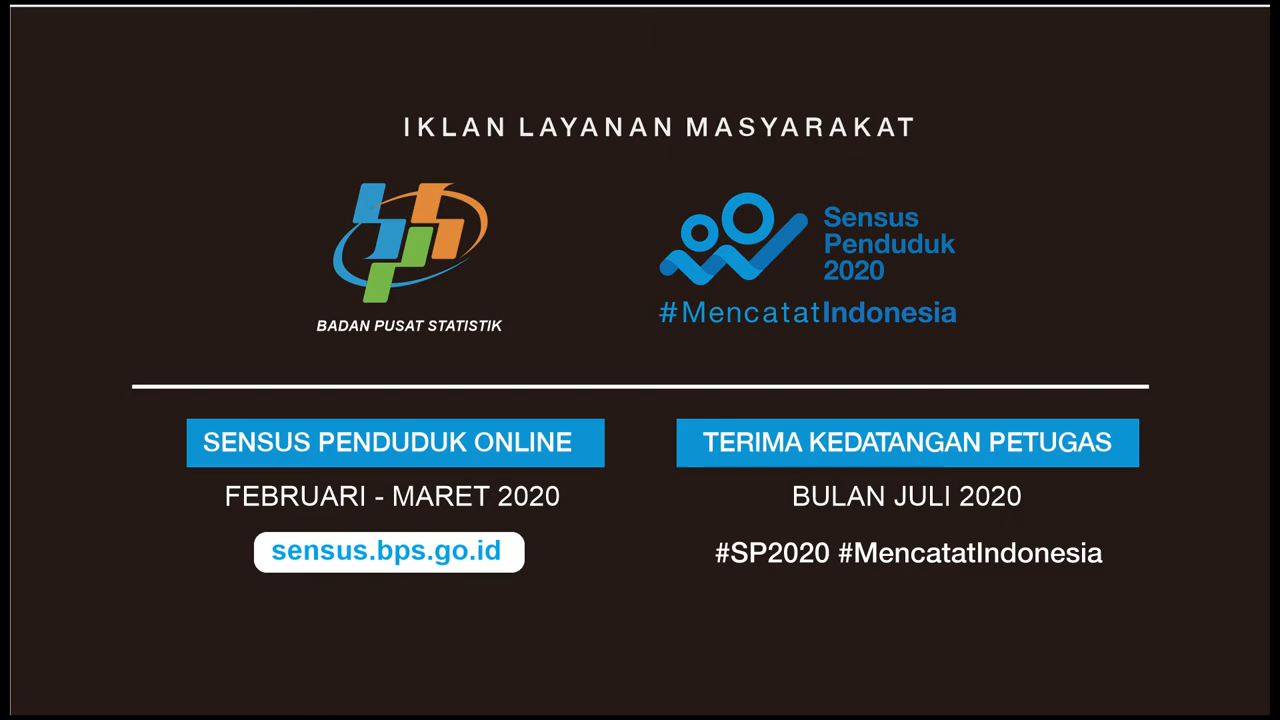 IKLAN LAYANAN MASYARAKAT
BADAN PUSAT STATISTIK
Sensus
Penduduk
2020
#MencatatIndonesia
SENSUS PENDUDUK ONLINE
FEBRUARI - MARET 2020
sensus.bps.go.id
TERIMA KEDATANGAN PETUGAS
BULAN JULI 2020
#SP2020 #MencatatIndonesia